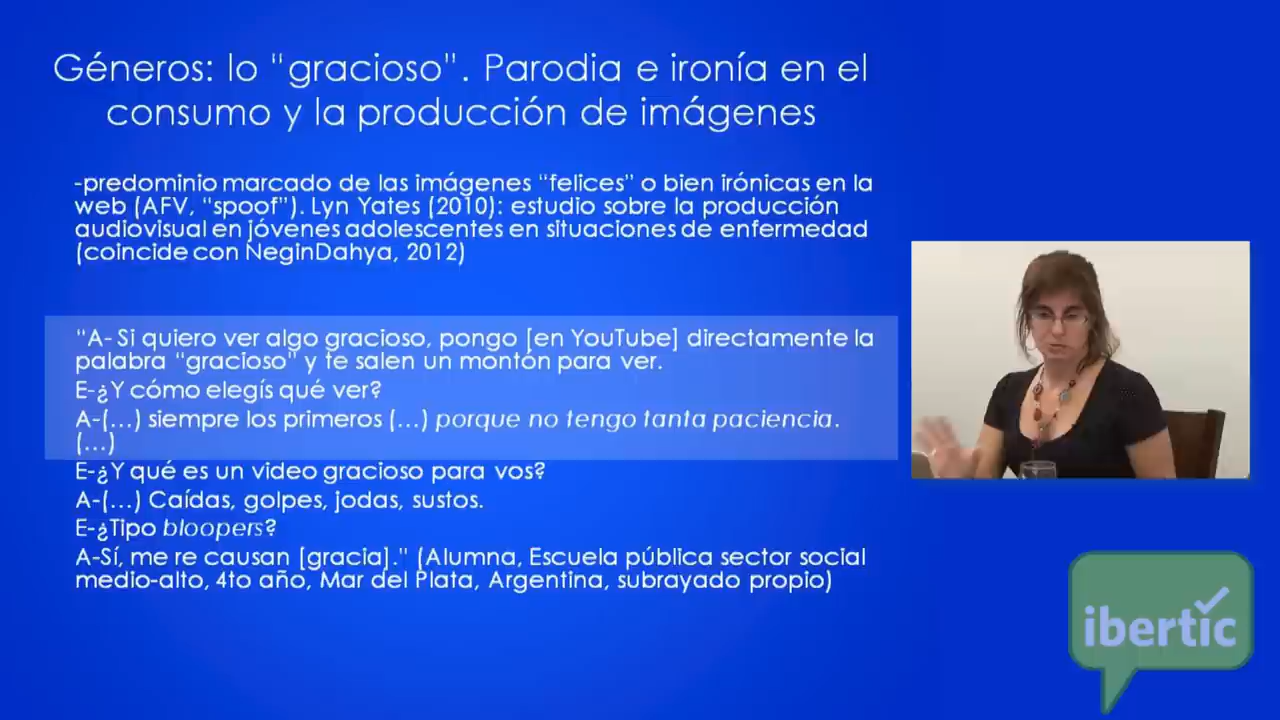 Géneros: lo "gracioso". Parodia e ironía en el
consumo y la producción de imágenes
-predominio marcado de las imágenes "felices" o bien irónicas en la
web (AFV, "spoof"). Lyn Yates (2010): estudio sobre la producción
audiovisual en jóvenes adolescentes en situaciones de enfermedad
(coincide con NeginDahya, 2012)
"A- Si quiero ver algo gracioso, pongo [en YouTube] directamente la
palabra "gracioso" y te salen un montón para ver.
E-¿Y cómo elegís qué ver?
A-(...) siempre los primeros (...) porque no tengo tanta paciencia.
(...)
E-¿Y qué es un video gracioso para vos?
A-(...) Caídas, golpes, jodas, sustos.
E-¿Tipo bloopers?
A-Sí, me re causan [gracia]." (Alumna, Escuela pública sector social
medio-alto, 4to año, Mar del Plata, Argentina, subrayado propio)
ibertic